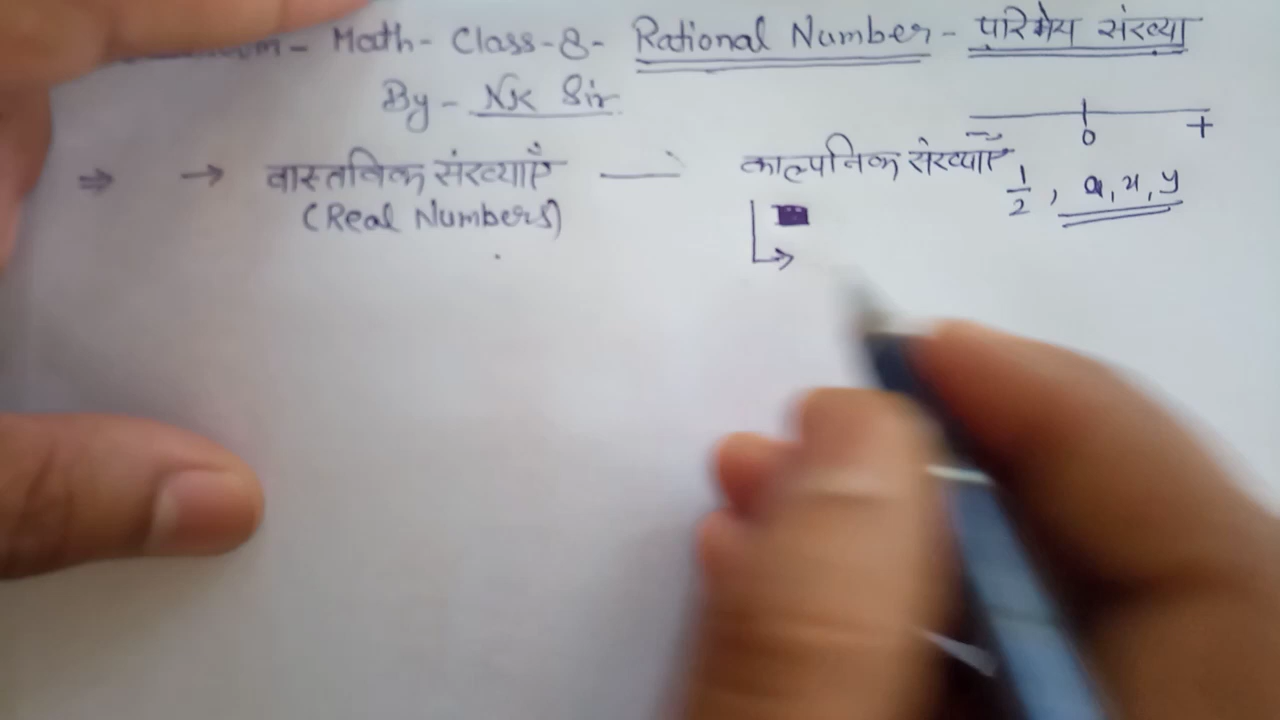 Math - Class - 8 - Rational Number - परिमेय संख्या
By - NK Sir
0 +
⇒ → वास्तविक संख्याएँ — काल्पनिक संख्याएँ
(Real Numbers)
1/2, a, x, y